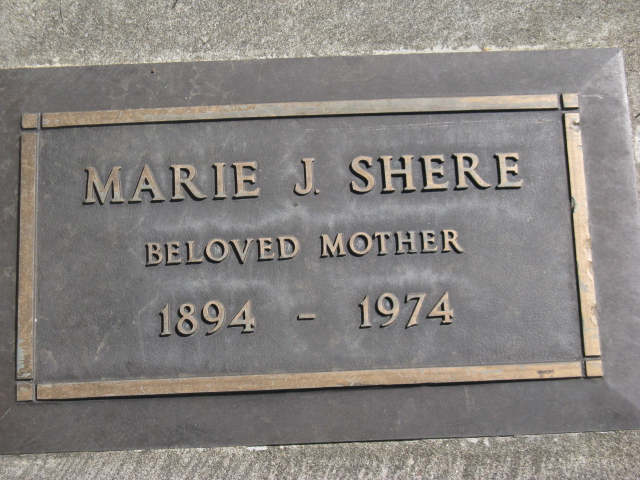 MARIE J. SHERE
BELOVED MOTHER
1894 - 1974